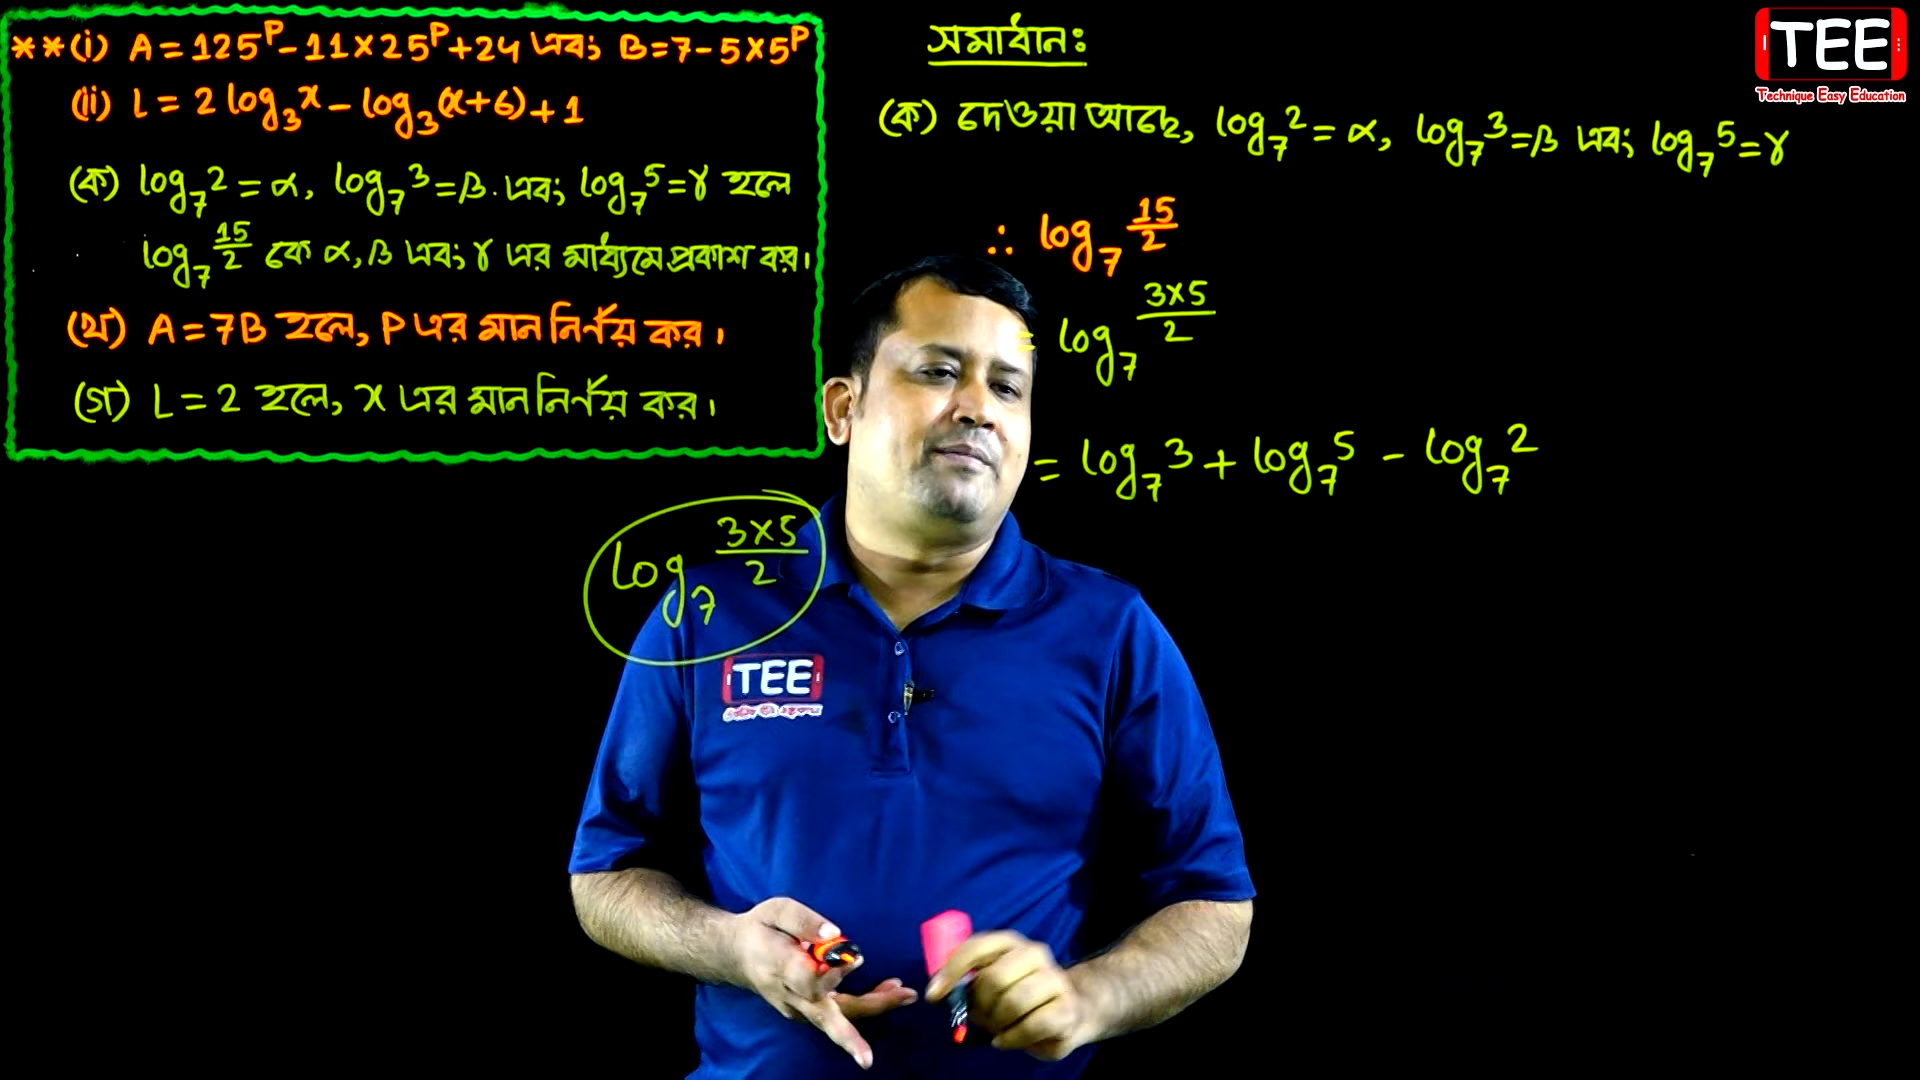 **(i) A = 125^P - 11×25^P + 24 এবং B = 7 - 5×5^P
(ii) L = 2 log₃x - log₃(x+6) + 1
(ক) log₇2 = α, log₇3 = β. এবং log₇5 = γ হলে
log₇ 15/2 কে α, β এবং γ এর মাধ্যমে প্রকাশ কর।
(খ) A = 7B হলে, P এর মান নির্ণয় কর।
(গ) L = 2 হলে, x এর মান নির্ণয় কর।
log₇ (3×5)/2
সমাধানঃ
(ক) দেওয়া আছে, log₇2 = α, log₇3 = β এবং log₇5 = γ
∴ log₇ 15/2
= log₇ (3×5)/2
= log₇3 + log₇5 - log₇2
TEE
Technique Easy Education
TEE